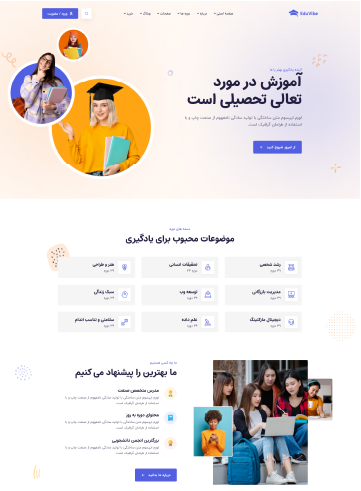 EduVibe
صفحه اصلی
درباره
دوره ها
صفحات
وبلاگ
خرید
ورود / عضویت
آموزش در مورد
تعالی تحصیلی است
لورم ایپسوم متن ساختگی با تولید سادگی نامفهوم از صنعت چاپ و با
استفاده از طراحان گرافیک است.
از امروز شروع کنید
دسته های دوره
موضوعات محبوب برای یادگیری
رشد شخصی
تحقیقات انسانی
هنر و طراحی
مدیریت بازرگانی
توسعه وب
سبک زندگی
دیجیتال مارکتینگ
علم داده
سلامتی و تناسب اندام
ما بهترین را پیشنهاد می کنیم
مدرس متخصص صنعت
لورم ایپسوم متن ساختگی با تولید سادگی نامفهوم از صنعت چاپ و با
استفاده از طراحان گرافیک است.
محتوای دوره به روز
لورم ایپسوم متن ساختگی با تولید سادگی نامفهوم از صنعت چاپ و با
استفاده از طراحان گرافیک است.
بزرگترین انجمن دانشجویی
لورم ایپسوم متن ساختگی با تولید سادگی نامفهوم از صنعت چاپ و با
استفاده از طراحان گرافیک است.
درباره ما بدانید